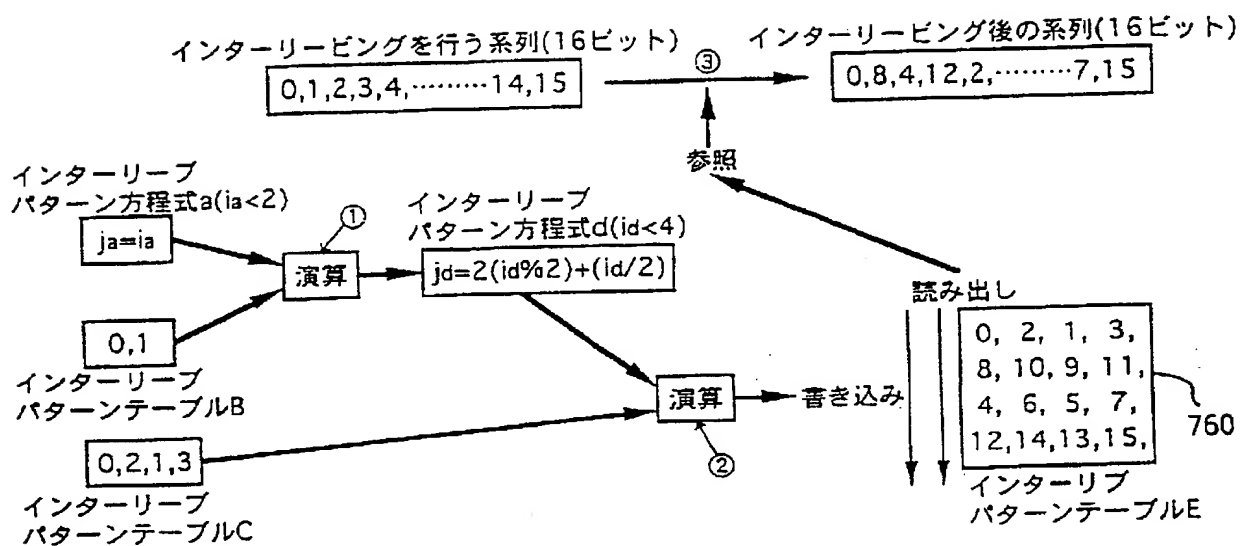 インターリービングを行う系列(16ビット)
インターリービング後の系列(16ビット)
0,1,2,3,4,………14,15
③
0,8,4,12,2,………7,15
参照
インターリーブ
パターン方程式a(ia<2)
ja=ia
①
インターリーブ
パターン方程式d(id<4)
演算
jd=2(id%2)+(id/2)
0,1
インターリーブ
パターンテーブルB
読み出し
0, 2, 1, 3,
8, 10, 9, 11,
4, 6, 5, 7,
12,14,13,15,
760
演算
書き込み
②
0,2,1,3
インターリーブ
パターンテーブルC
インターリブ
パターンテーブルE